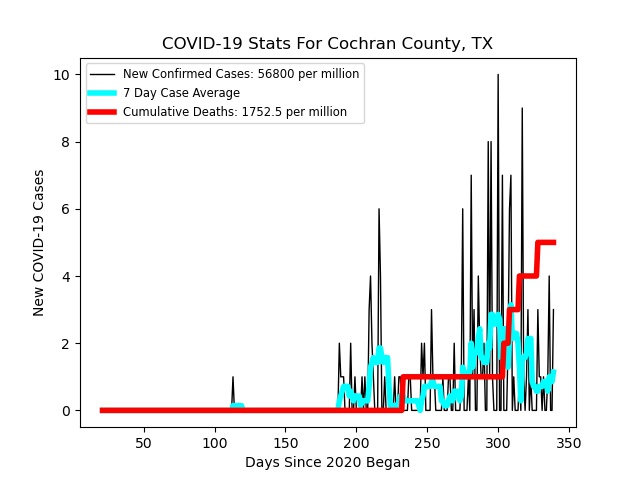 COVID-19 Stats For Cochran County, TX
New Confirmed Cases: 56800 per million
7 Day Case Average
Cumulative Deaths: 1752.5 per million
New COVID-19 Cases
10
8
6
4
2
0
50
100
150
200
250
300
350
Days Since 2020 Began